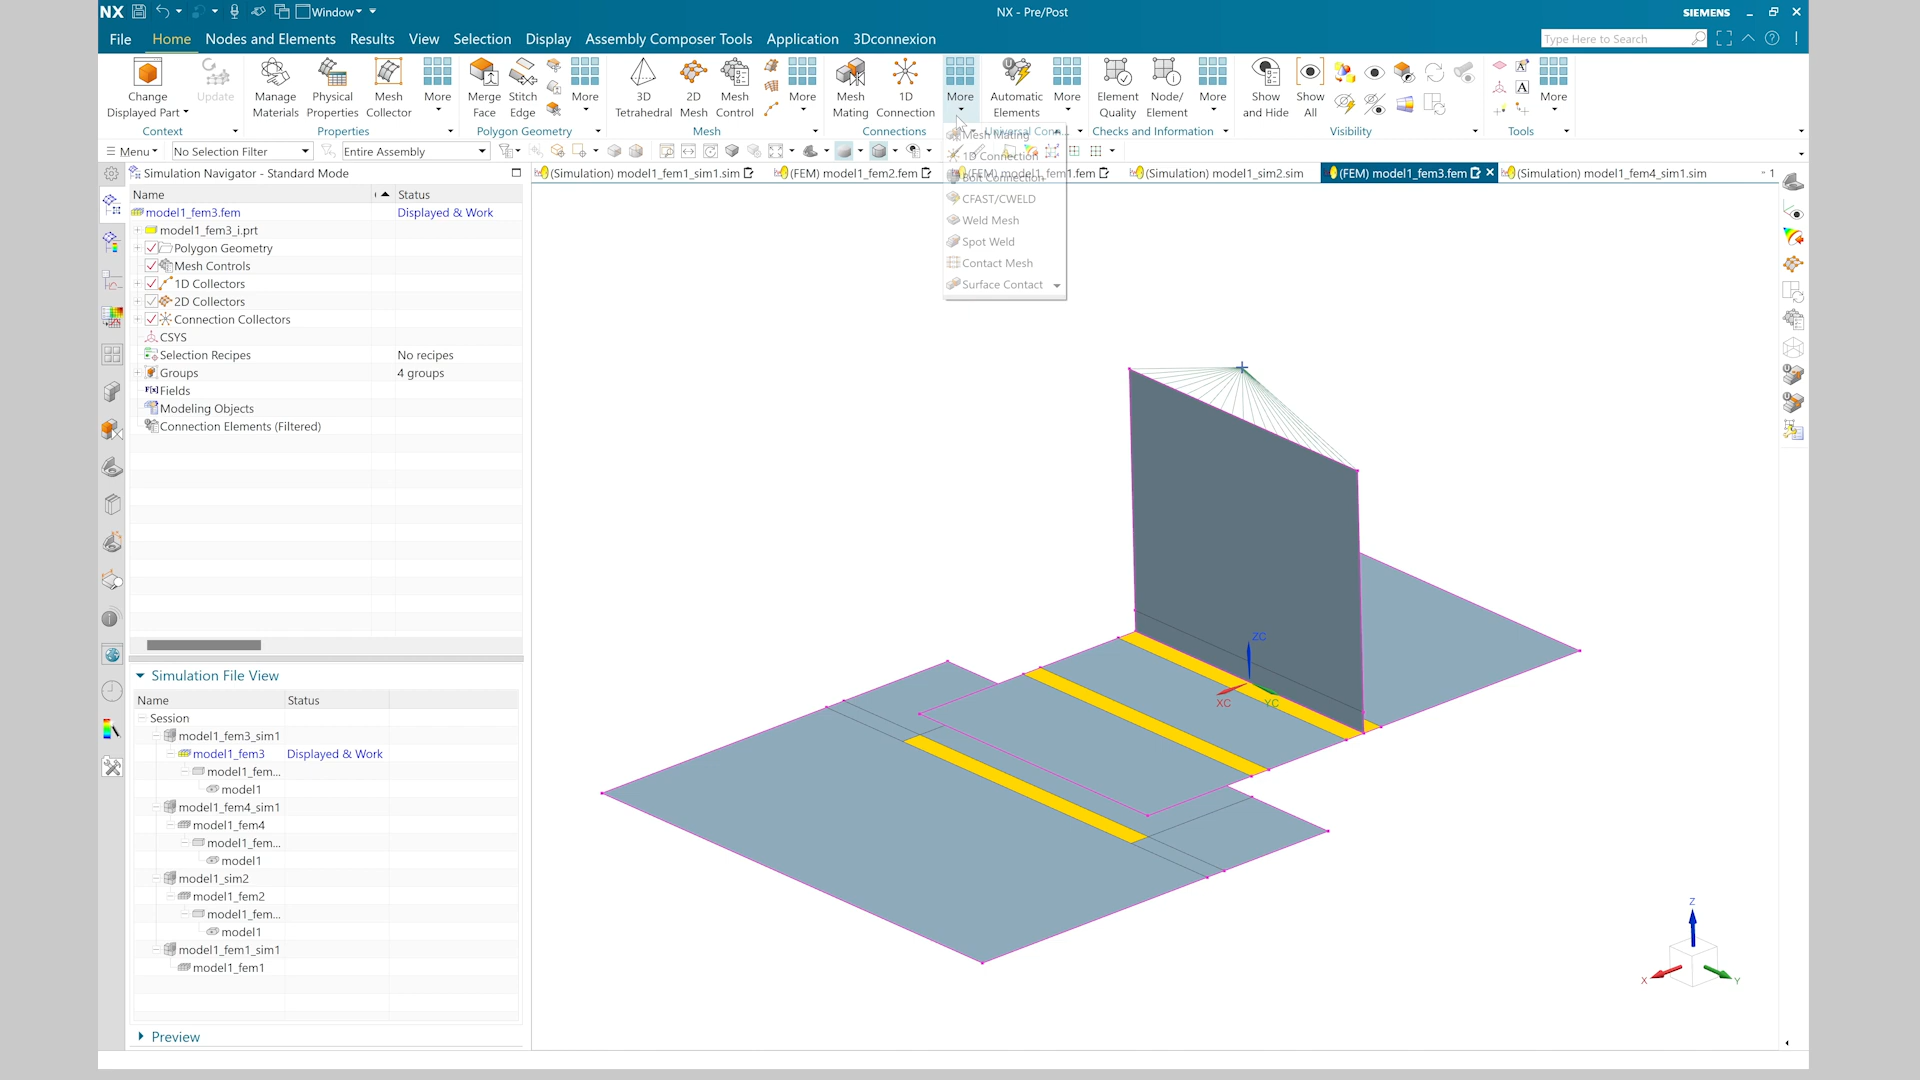 NX
Window
NX - Pre/Post
SIEMENS
File
Home
Nodes and Elements
Results
View
Selection
Display
Assembly Composer Tools
Application
3Dconnexion
Type Here to Search
Change Displayed Part
Update
Manage Materials
Physical Properties
Mesh Collector
More
Merge Face
Stitch Edge
More
3D Tetrahedral
2D Mesh
Mesh Control
More
Mesh Mating
1D Connection
More
Automatic Elements
More
Element Quality
Node/ Element
More
Show and Hide
Show All
More
Context
Properties
Polygon Geometry
Mesh
Connections
Universal Con...
Checks and Information
Visibility
Tools
Menu
No Selection Filter
Entire Assembly
Mesh Mating
1D Connection
Bolt Connection
CFAST/CWELD
Weld Mesh
Spot Weld
Contact Mesh
Surface Contact
(Simulation) model1_fem1_sim1.sim
(FEM) model1_fem2.fem
(FEM) model1_fem1.fem
(Simulation) model1_sim2.sim
(FEM) model1_fem3.fem
(Simulation) model1_fem4_sim1.sim
1
Simulation Navigator - Standard Mode
Name
Status
model1_fem3.fem
Displayed & Work
model1_fem3_i.prt
Polygon Geometry
Mesh Controls
1D Collectors
2D Collectors
Connection Collectors
CSYS
Selection Recipes
No recipes
Groups
4 groups
Fields
Modeling Objects
Connection Elements (Filtered)
Simulation File View
Name
Status
Session
model1_fem3_sim1
model1_fem3
Displayed & Work
model1_fem...
model1
model1_fem4_sim1
model1_fem4
model1_fem...
model1
model1_sim2
model1_fem2
model1_fem...
model1
model1_fem1_sim1
model1_fem1
Preview
ZC
XC
YC
Z
X
Y